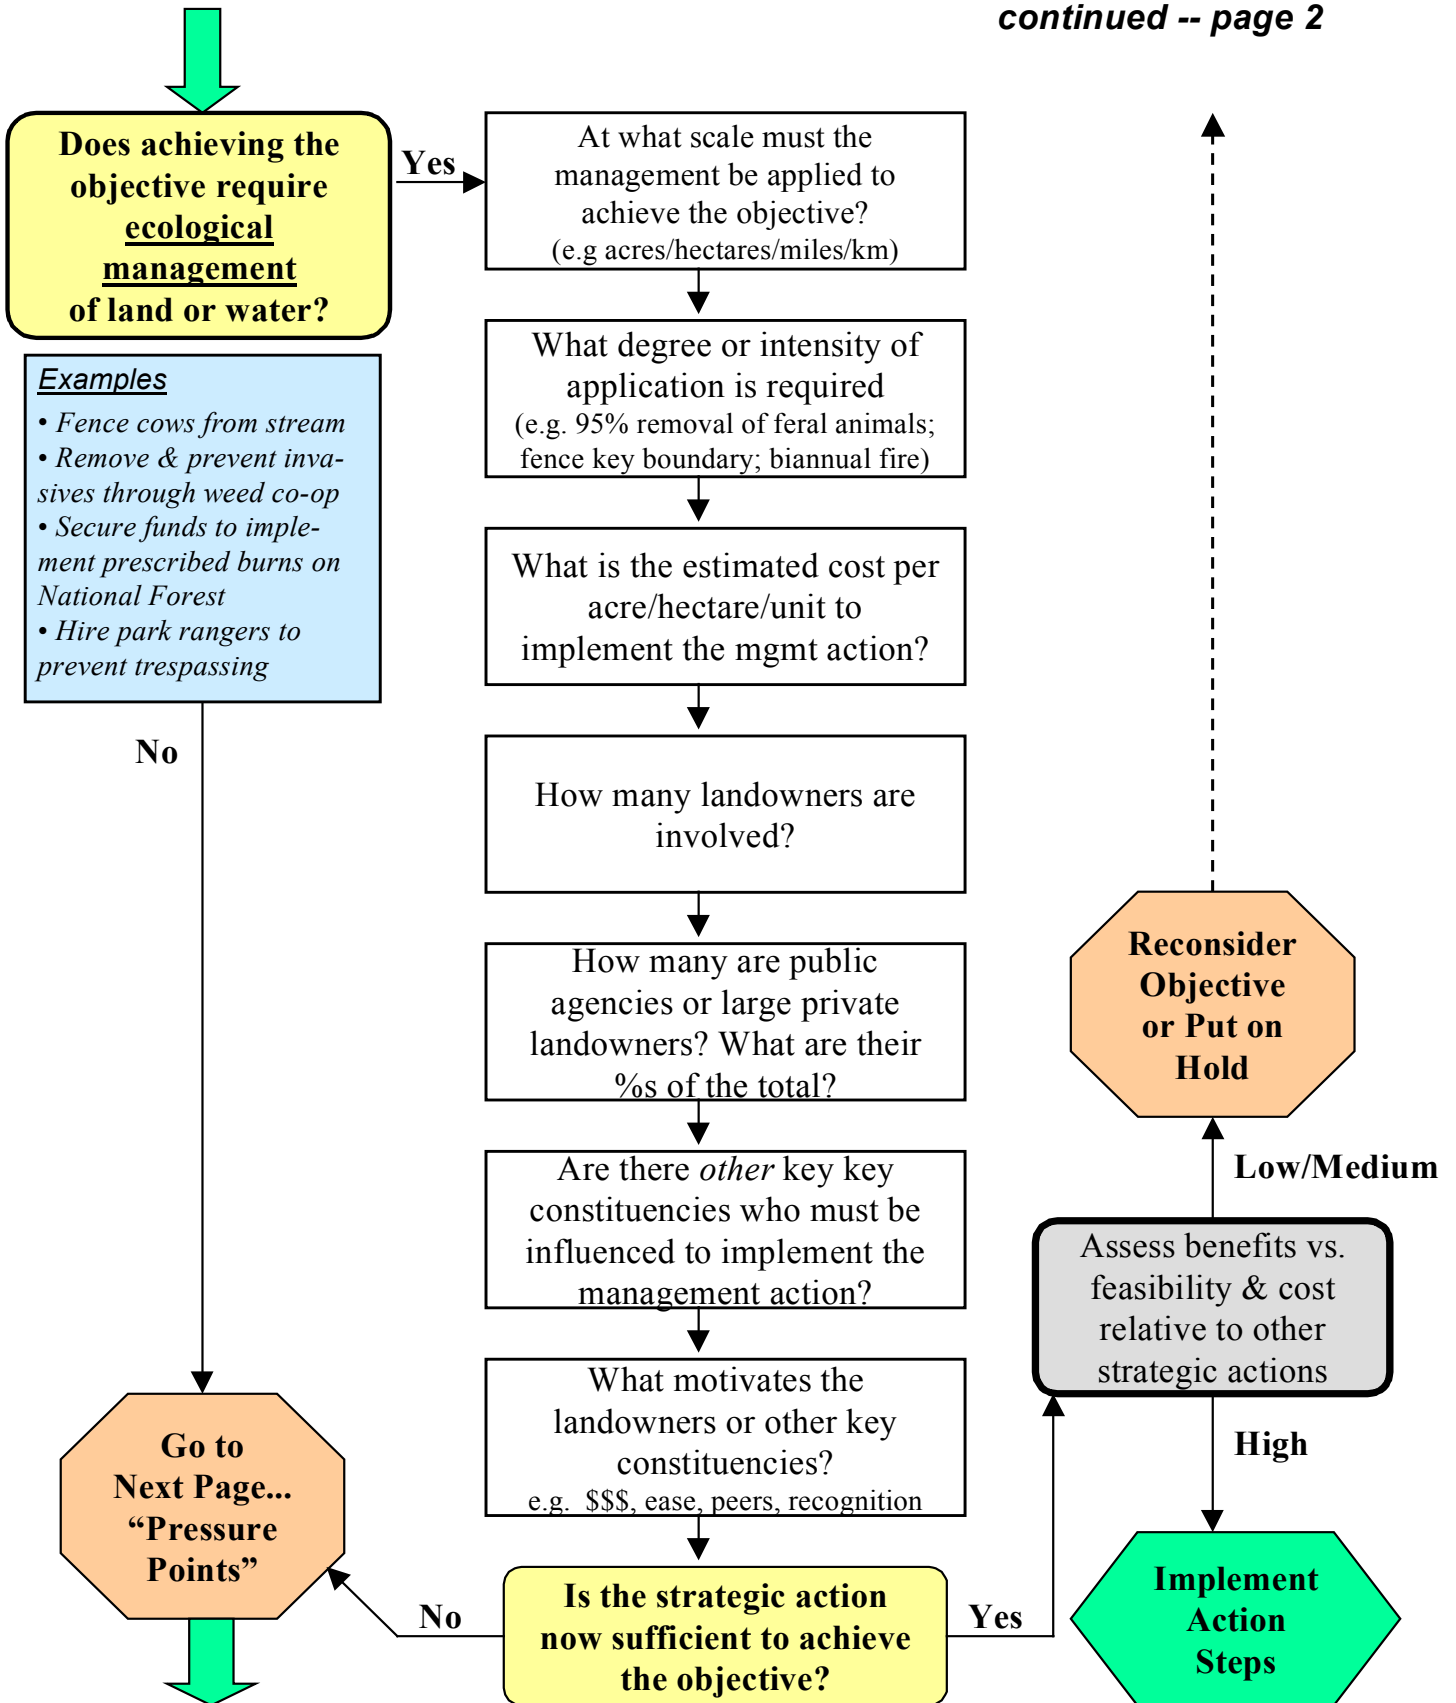 continued -- page 2
Does achieving the
objective require
ecological
management
of land or water?
Yes
Examples
• Fence cows from stream
• Remove & prevent inva-
sives through weed co-op
• Secure funds to imple-
ment prescribed burns on
National Forest
• Hire park rangers to
prevent trespassing
No
At what scale must the
management be applied to
achieve the objective?
(e.g acres/hectares/miles/km)
What degree or intensity of
application is required
(e.g. 95% removal of feral animals;
fence key boundary; biannual fire)
What is the estimated cost per
acre/hectare/unit to
implement the mgmt action?
How many landowners are
involved?
How many are public
agencies or large private
landowners? What are their
%s of the total?
Are there other key key
constituencies who must be
influenced to implement the
management action?
What motivates the
landowners or other key
constituencies?
e.g. $$$, ease, peers, recognition
Is the strategic action
now sufficient to achieve
the objective?
No
Go to
Next Page...
“Pressure
Points”
Yes
Assess benefits vs.
feasibility & cost
relative to other
strategic actions
Low/Medium
Reconsider
Objective
or Put on
Hold
High
Implement
Action
Steps